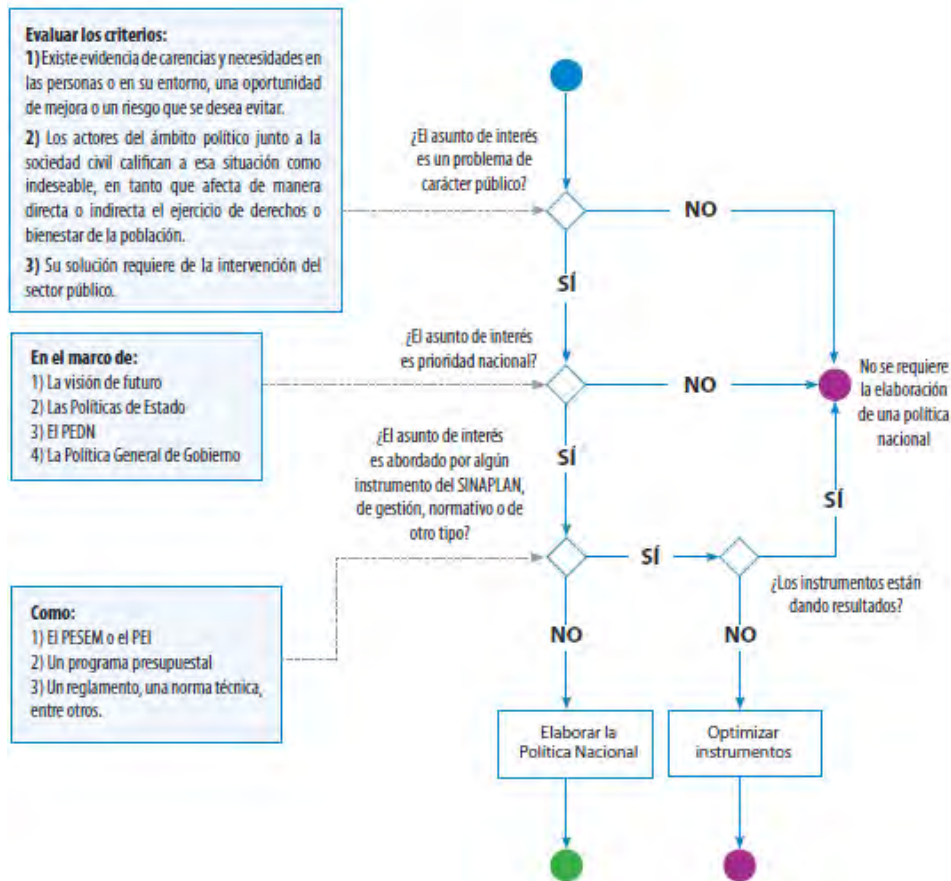 Evaluar los criterios:
1) Existe evidencia de carencias y necesidades en
las personas o en su entorno, una oportunidad
de mejora o un riesgo que se desea evitar.
2) Los actores del ámbito político junto a la
sociedad civil califican a esa situación como
indeseable, en tanto que afecta de manera
directa o indirecta el ejercicio de derechos o
bienestar de la población.
3) Su solución requiere de la intervención del
sector público.
¿El asunto de interés
es un problema de
carácter público?
NO
SÍ
En el marco de:
1) La visión de futuro
2) Las Políticas de Estado
3) El PEDN
4) La Política General de Gobierno
¿El asunto de interés
es prioridad nacional?
NO
No se requiere
la elaboración
de una política
nacional
SÍ
¿El asunto de interés
es abordado por algún
instrumento del SINAPLAN,
de gestión, normativo o de
otro tipo?
SÍ
SÍ
¿Los instrumentos están
dando resultados?
Como:
1) El PESEM o el PEI
2) Un programa presupuestal
3) Un reglamento, una norma técnica,
entre otros.
NO
NO
Elaborar la
Política Nacional
Optimizar
instrumentos